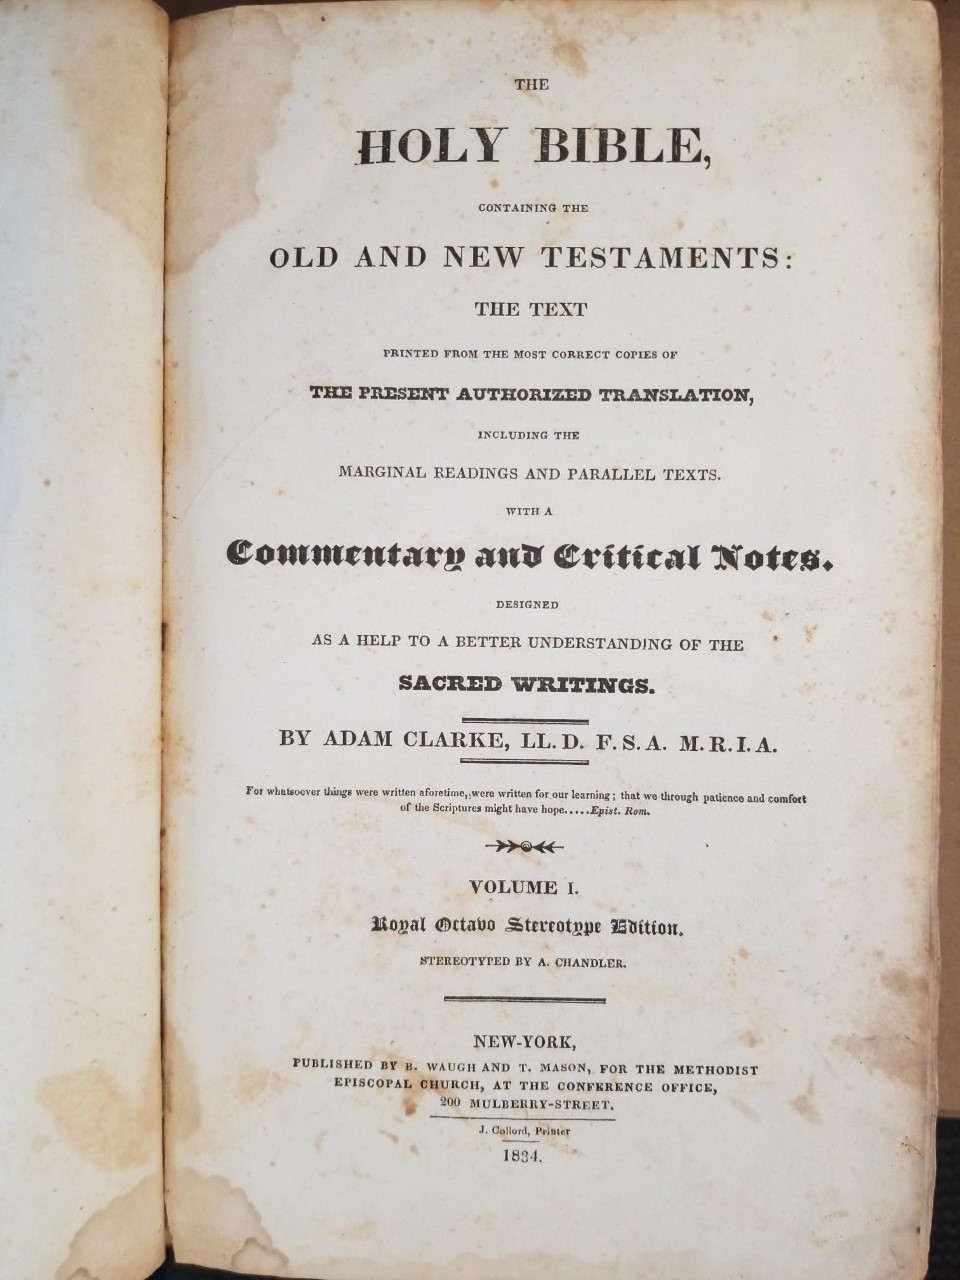 THE
HOLY BIBLE,
CONTAINING THE
OLD AND NEW TESTAMENTS:
THE TEXT
PRINTED FROM THE MOST CORRECT COPIES OF
THE PRESENT AUTHORIZED TRANSLATION,
INCLUDING THE
MARGINAL READINGS AND PARALLEL TEXTS.
WITH A
Commentary and Critical Notes.
DESIGNED
AS A HELP TO A BETTER UNDERSTANDING OF THE
SACRED WRITINGS.
BY ADAM CLARKE, LL. D. F. S. A. M. R. I. A.
For whatsoever things were written aforetime, were written for our learning; that we through patience and comfort
of the Scriptures might have hope.....Epist. Rom.
VOLUME I.
Royal Octavo Stereotype Edition.
STEREOTYPED BY A. CHANDLER.
NEW-YORK,
PUBLISHED BY B. WAUGH AND T. MASON, FOR THE METHODIST
EPISCOPAL CHURCH, AT THE CONFERENCE OFFICE,
200 MULBERRY-STREET.
J. Collord, Printer
1834.